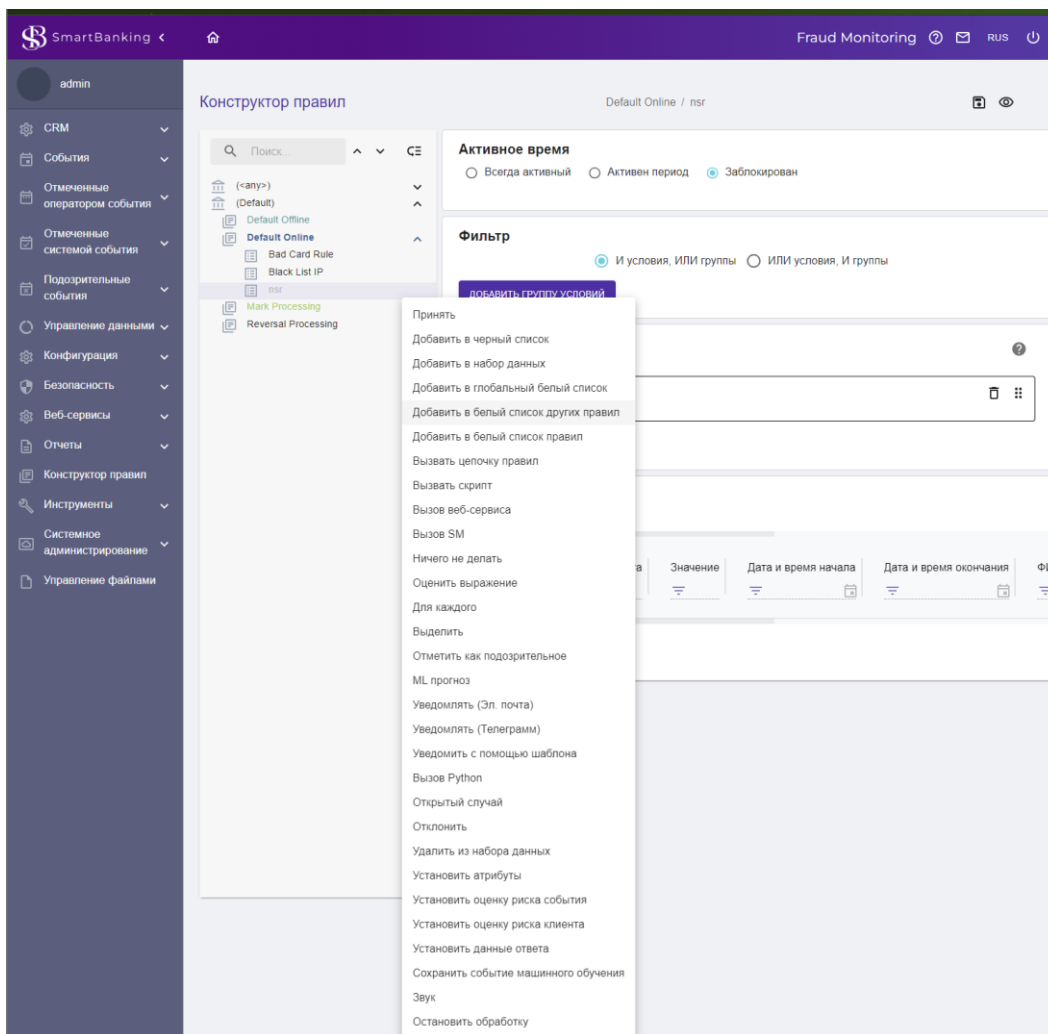 SmartBanking
Fraud Monitoring
RUS
admin
CRM
События
Отмеченные
оператором события
Отмеченные
системой события
Подозрительные
события
Управление данными
Конфигурация
Безопасность
Веб-сервисы
Отчеты
Конструктор правил
Инструменты
Системное
администрирование
Управление файлами
Конструктор правил
Default Online / nsr
Поиск...
(<any>)
(Default)
Default Offline
Default Online
Bad Card Rule
Black List IP
nsr
Mark Processing
Reversal Processing
Активное время
Всегда активный
Активен период
Заблокирован
Фильтр
И условия, ИЛИ группы
ИЛИ условия, И группы
ДОБАВИТЬ ГРУППУ УСЛОВИЙ
Принять
Добавить в черный список
Добавить в набор данных
Добавить в глобальный белый список
Добавить в белый список других правил
Добавить в белый список правил
Вызвать цепочку правил
Вызвать скрипт
Вызов веб-сервиса
Вызов SM
Ничего не делать
Оценить выражение
Для каждого
Выделить
Отметить как подозрительное
ML прогноз
Уведомлять (Эл. почта)
Уведомлять (Телеграмм)
Уведомить с помощью шаблона
Вызов Python
Открытый случай
Отклонить
Удалить из набора данных
Установить атрибуты
Установить оценку риска события
Установить оценку риска клиента
Установить данные ответа
Сохранить событие машинного обучения
Звук
Остановить обработку
Значение
Дата и время начала
Дата и время окончания